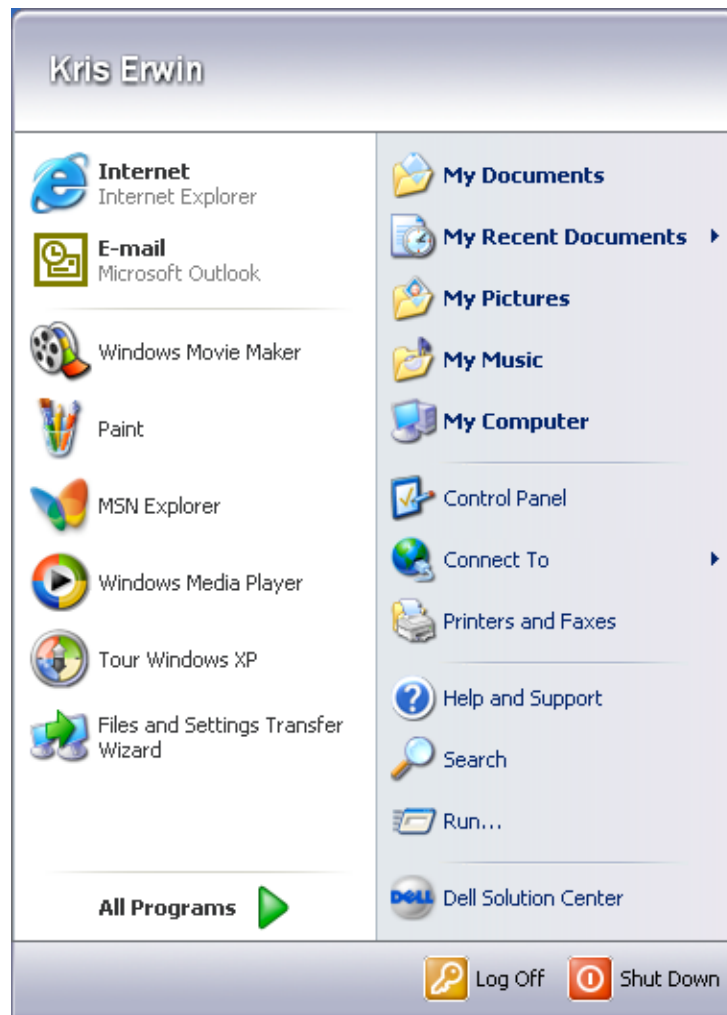 Kris Erwin
Internet
Internet Explorer
E-mail
Microsoft Outlook
Windows Movie Maker
Paint
MSN Explorer
Windows Media Player
Tour Windows XP
Files and Settings Transfer
Wizard
All Programs
My Documents
My Recent Documents
My Pictures
My Music
My Computer
Control Panel
Connect To
Printers and Faxes
Help and Support
Search
Run...
DELL Dell Solution Center
Log Off Shut Down